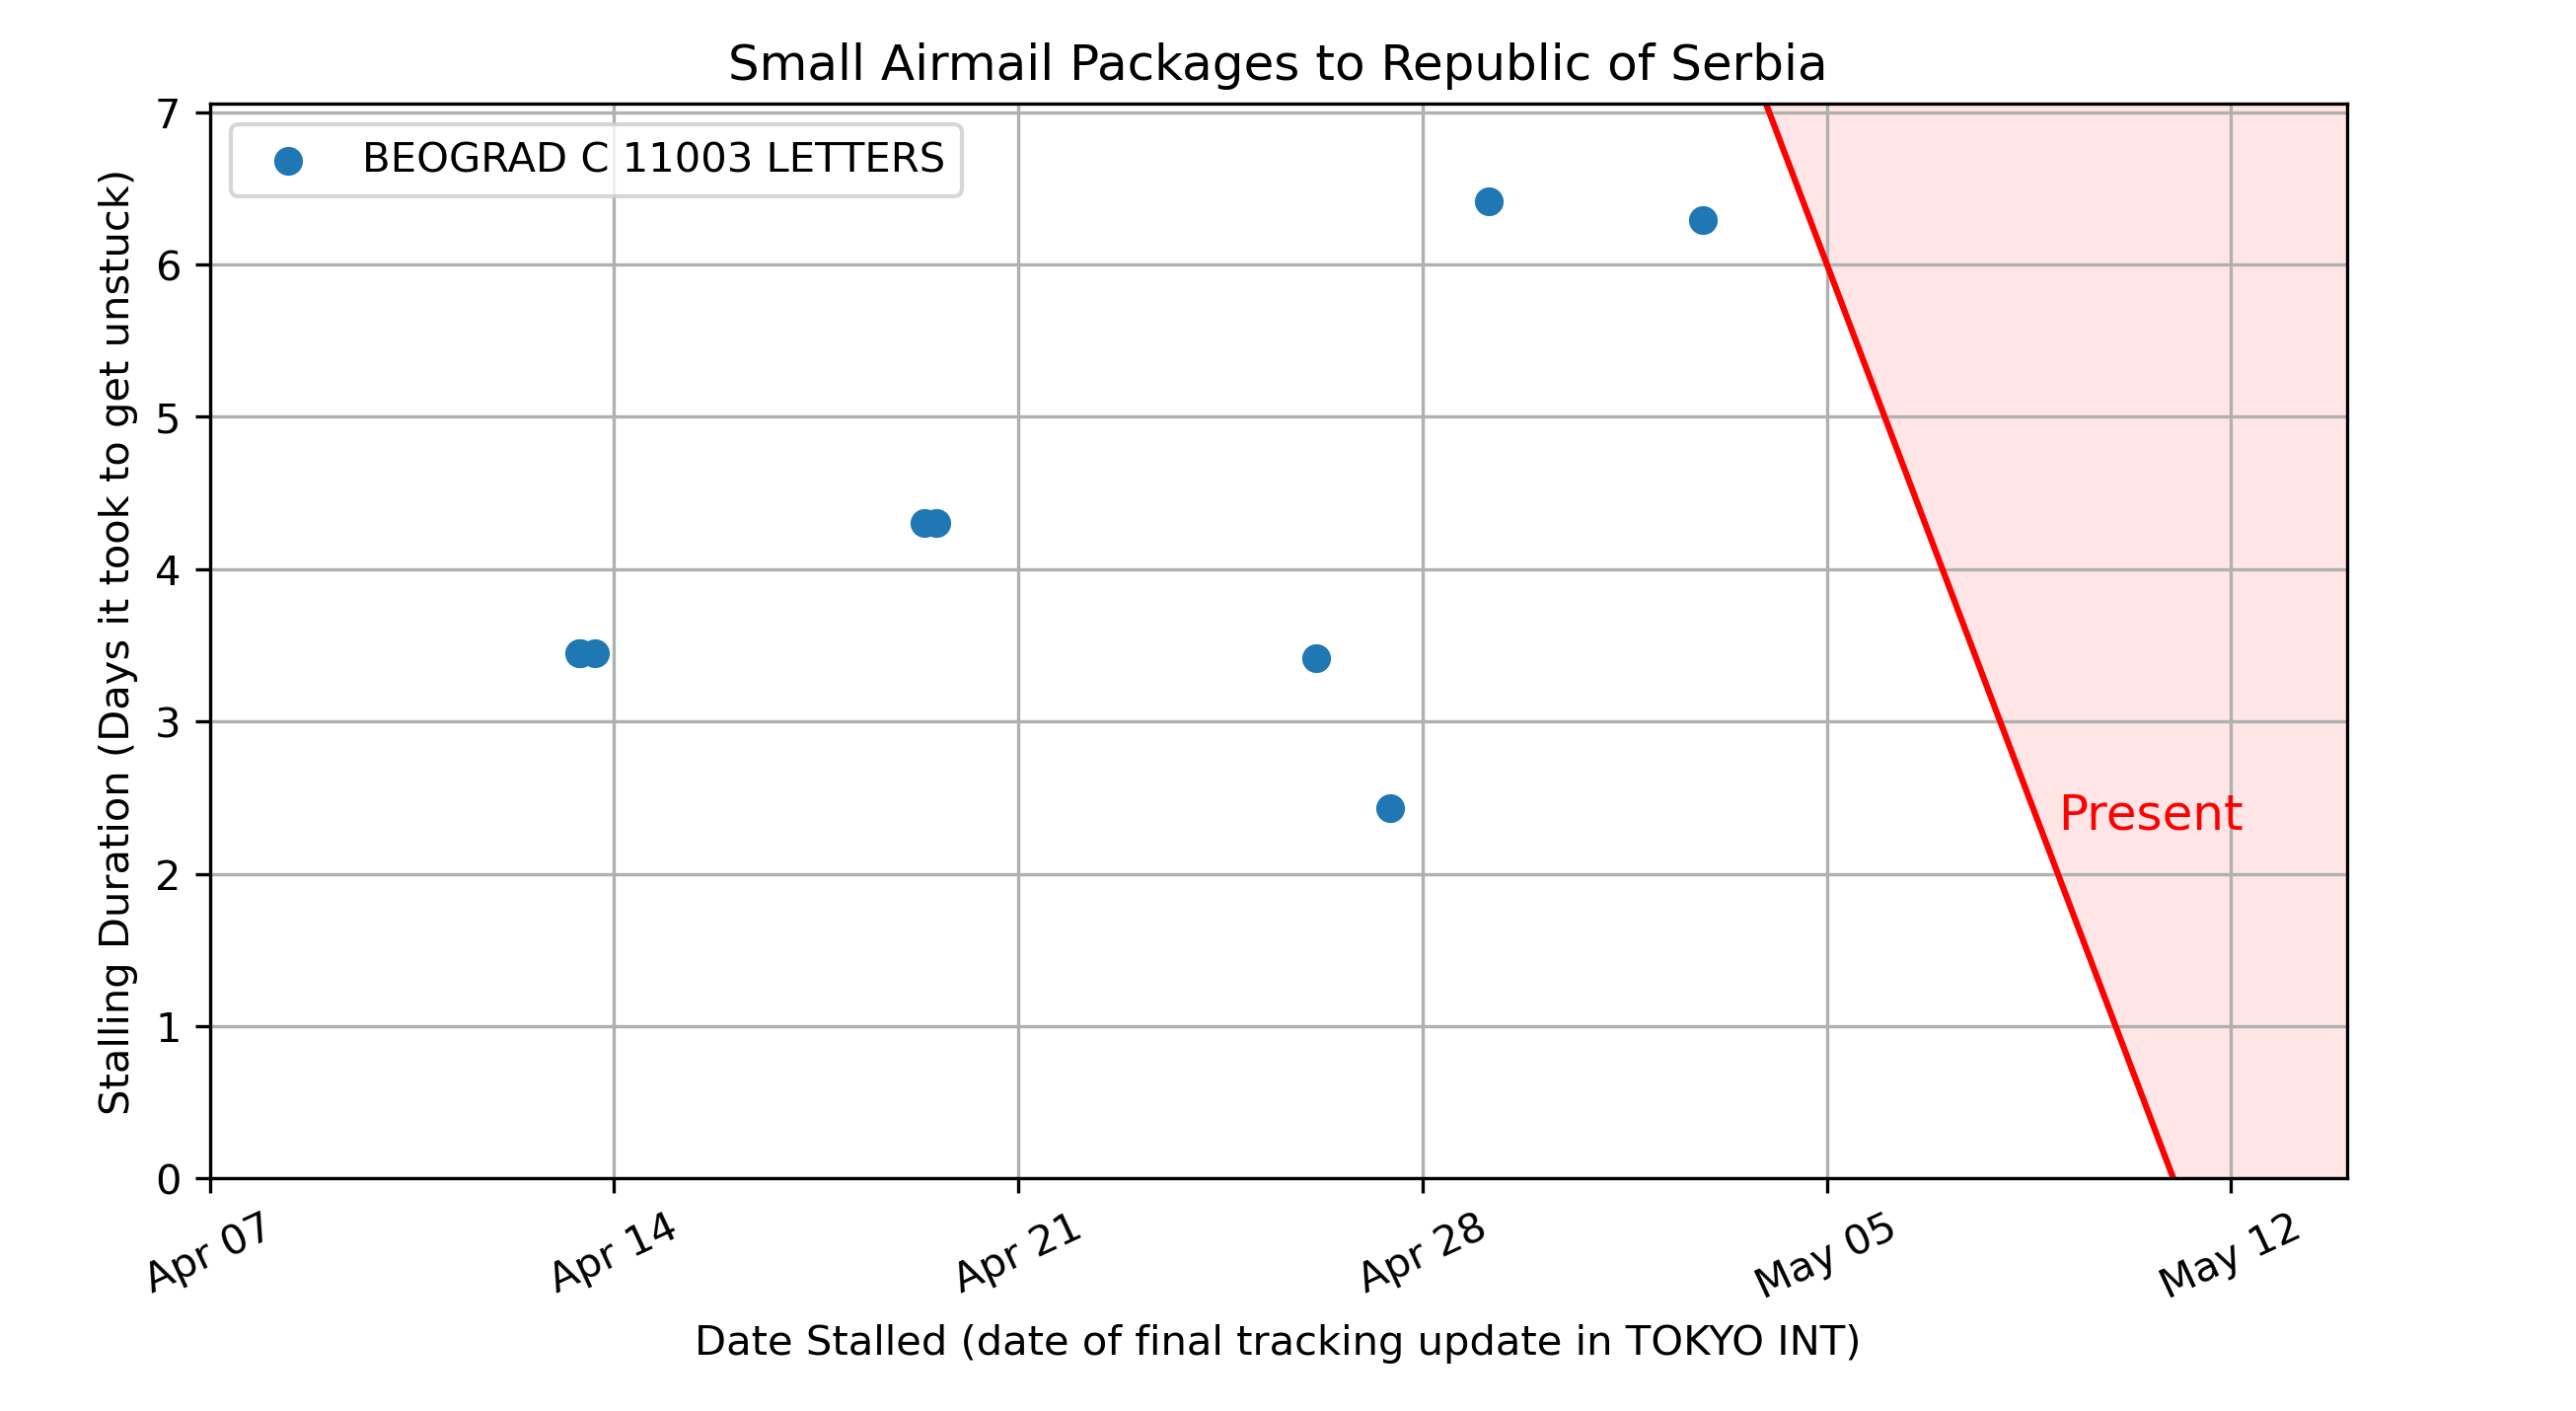 Small Airmail Packages to Republic of Serbia
BEOGRAD C 11003 LETTERS
Stalling Duration (Days it took to get unstuck)
7
6
5
4
3
2
1
0
Present
Apr 07
Apr 14
Apr 21
Apr 28
May 05
May 12
Date Stalled (date of final tracking update in TOKYO INT)